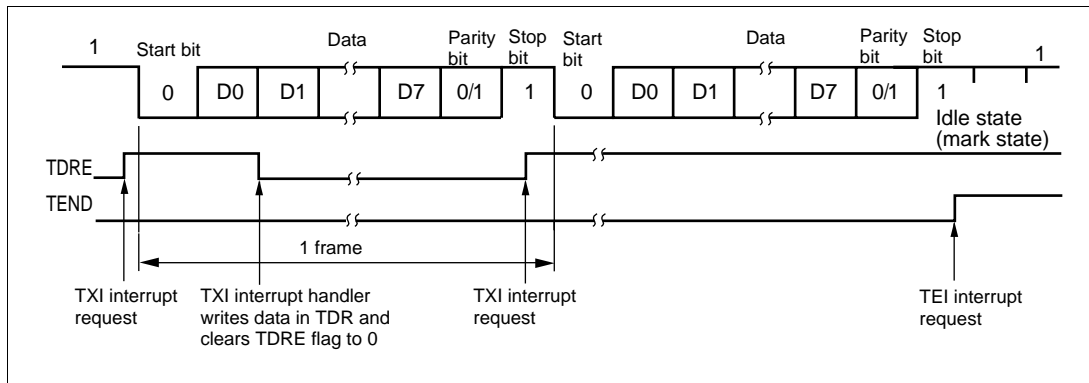 1 Start bit Data Parity bit Stop bit Start bit Data Parity bit Stop bit 1
0 D0 D1 D7 0/1 1 0 D0 D1 D7 0/1 1
Idle state
(mark state)
TDRE
TEND
1 frame
TXI interrupt
request
TXI interrupt handler
writes data in TDR and
clears TDRE flag to 0
TXI interrupt
request
TEI interrupt
request